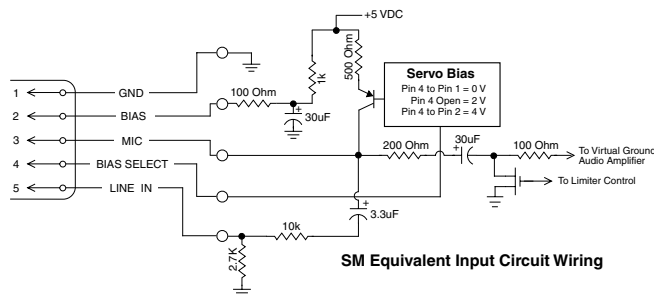 +5 VDC
500 Ohm
1k
Servo Bias
Pin 4 to Pin 1 = 0 V
Pin 4 Open = 2 V
Pin 4 to Pin 2 = 4 V
1 GND
100 Ohm
2 BIAS
+
30uF
3 MIC
200 Ohm
30uF
+
100 Ohm
To Virtual Ground
Audio Amplifier
4 BIAS SELECT
To Limiter Control
5 LINE IN
+
3.3uF
10k
2.7K
SM Equivalent Input Circuit Wiring